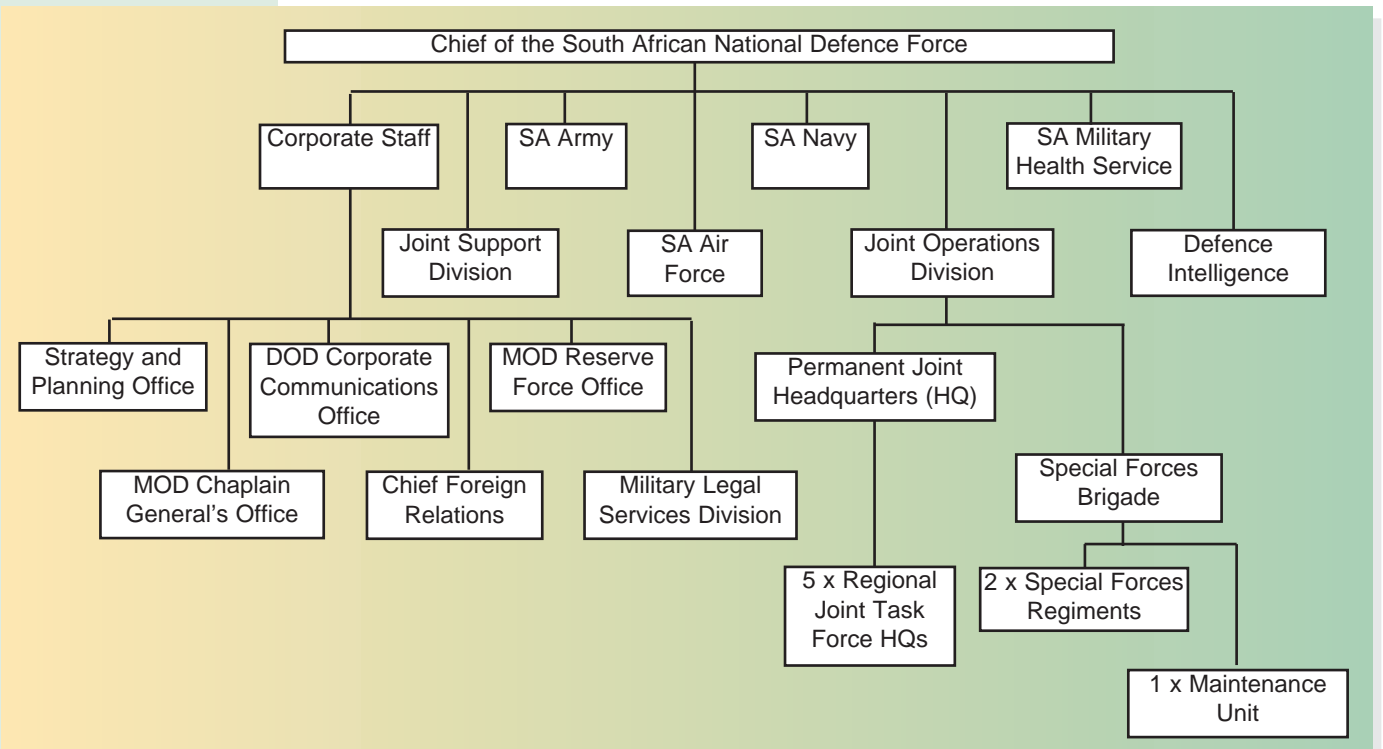 Chief of the South African National Defence Force
Corporate Staff
SA Army
SA Navy
SA Military
Health Service
Joint Support
Division
SA Air
Force
Joint Operations
Division
Defence
Intelligence
Strategy and
Planning Office
DOD Corporate
Communications
Office
MOD Reserve
Force Office
Permanent Joint
Headquarters (HQ)
MOD Chaplain
General’s Office
Chief Foreign
Relations
Military Legal
Services Division
Special Forces
Brigade
5 x Regional
Joint Task
Force HQs
2 x Special Forces
Regiments
1 x Maintenance
Unit